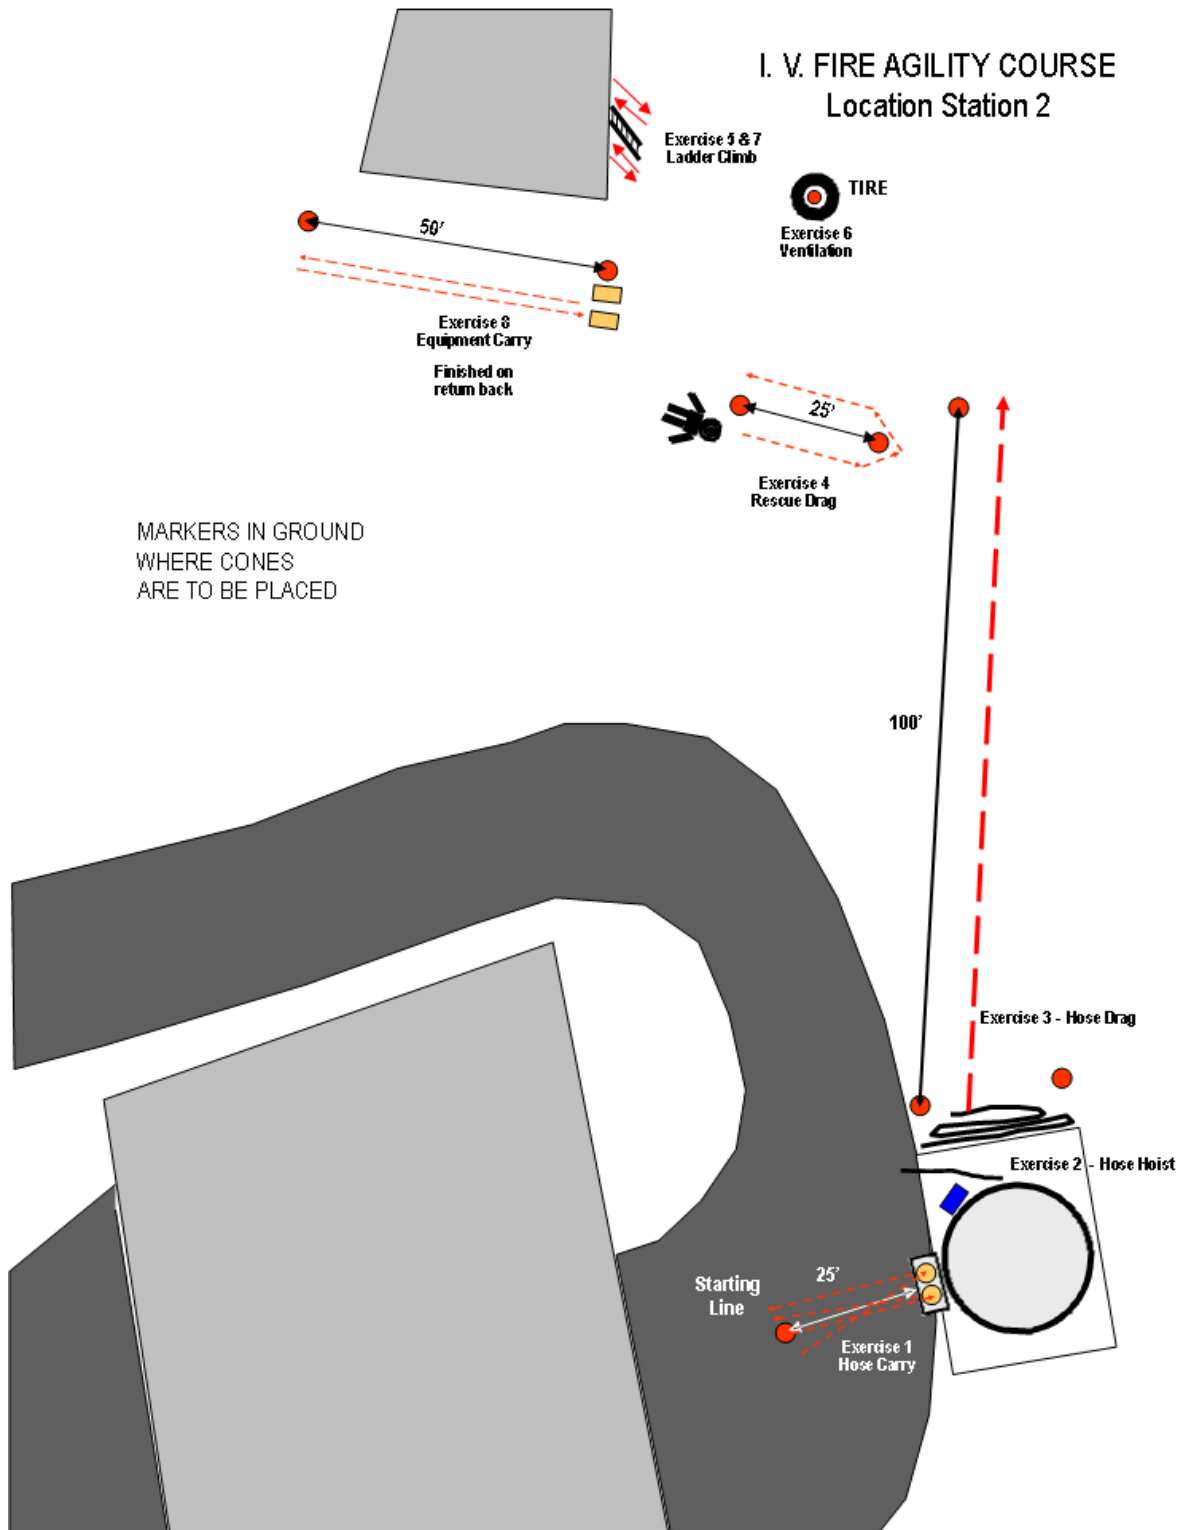 I. V. FIRE AGILITY COURSE
Location Station 2
Exercise 5 & 7
Ladder Climb
TIRE
Exercise 6
Ventilation
50'
Exercise 8
Equipment Carry
Finished on
return back
25'
Exercise 4
Rescue Drag
MARKERS IN GROUND
WHERE CONES
ARE TO BE PLACED
100'
Exercise 3 - Hose Drag
Exercise 2 - Hose Hoist
25'
Starting
Line
Exercise 1
Hose Carry